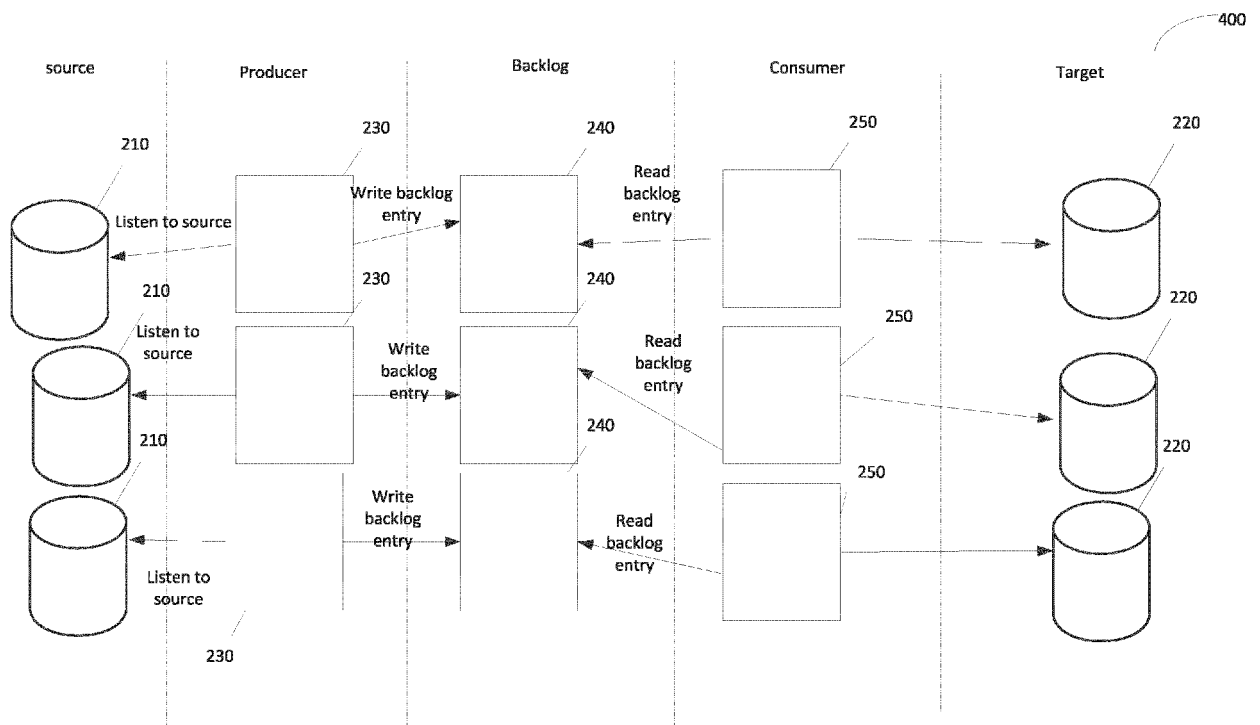 400
source
Producer
Backlog
Consumer
Target
210
230
240
250
220
Listen to source
Write backlog
entry
Read
backlog
entry
210
230
240
250
220
Listen to
source
Write
backlog
entry
Read
backlog
entry
210
240
250
220
Write
backlog
entry
Read
backlog
entry
Listen to
source
230